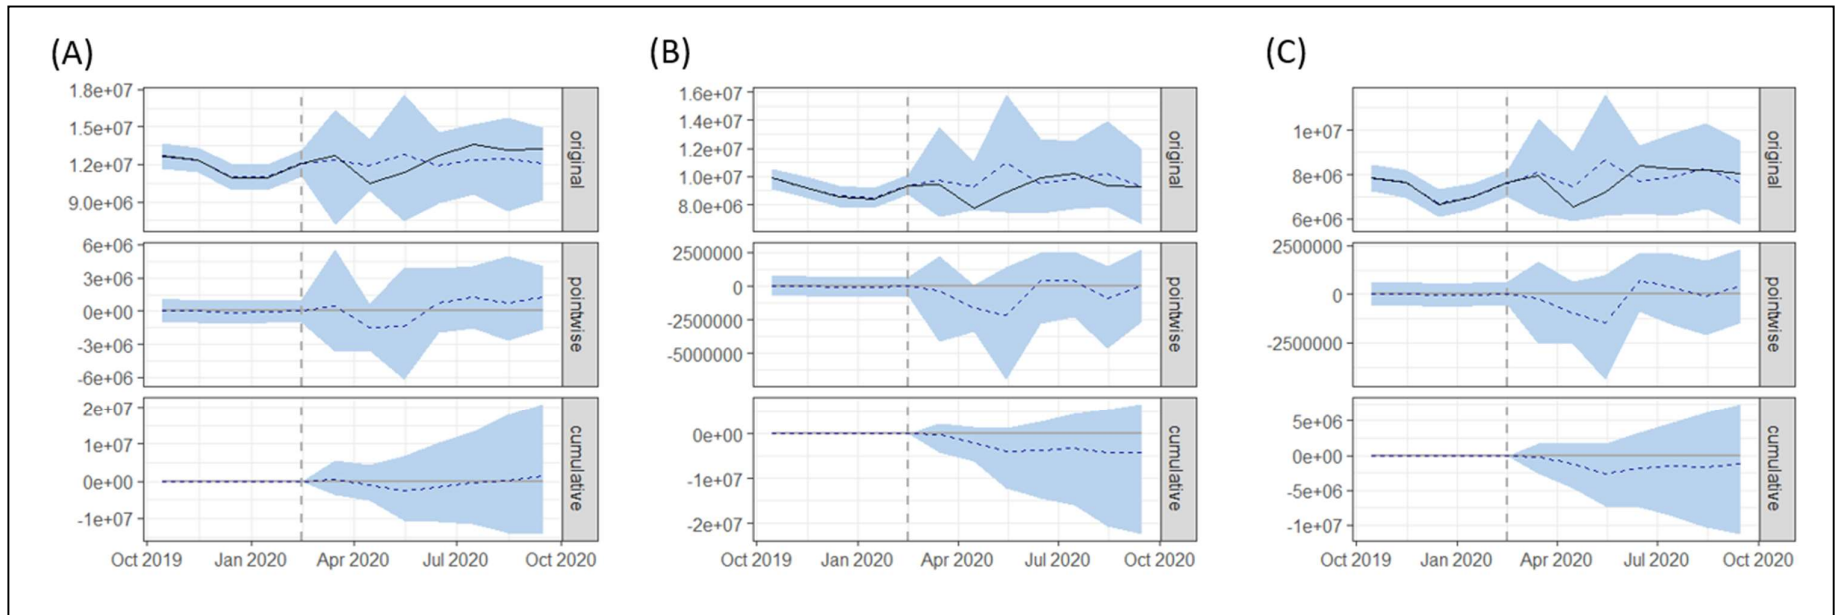 (A)
1.8e+07
1.5e+07
1.2e+07
9.0e+06
original
6e+06
3e+06
0e+00
-3e+06
-6e+06
pointwise
2e+07
1e+07
0e+00
-1e+07
cumulative
Oct 2019 Jan 2020 Apr 2020 Jul 2020 Oct 2020
(B)
1.6e+07
1.4e+07
1.2e+07
1.0e+07
8.0e+06
original
2500000
0
-2500000
-5000000
pointwise
0e+00
-1e+07
-2e+07
cumulative
Oct 2019 Jan 2020 Apr 2020 Jul 2020 Oct 2020
(C)
1e+07
8e+06
6e+06
original
2500000
0
-2500000
pointwise
5e+06
0e+00
-5e+06
-1e+07
cumulative
Oct 2019 Jan 2020 Apr 2020 Jul 2020 Oct 2020